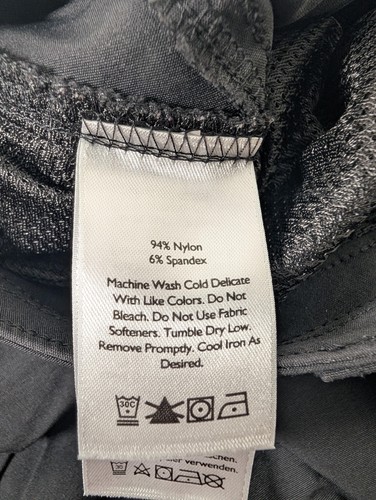 94% Nylon
6% Spandex
Machine Wash Cold Delicate
With Like Colors. Do Not
Bleach. Do Not Use Fabric
Softeners. Tumble Dry Low.
Remove Promptly. Cool Iron As
Desired.
30C
verwenden.